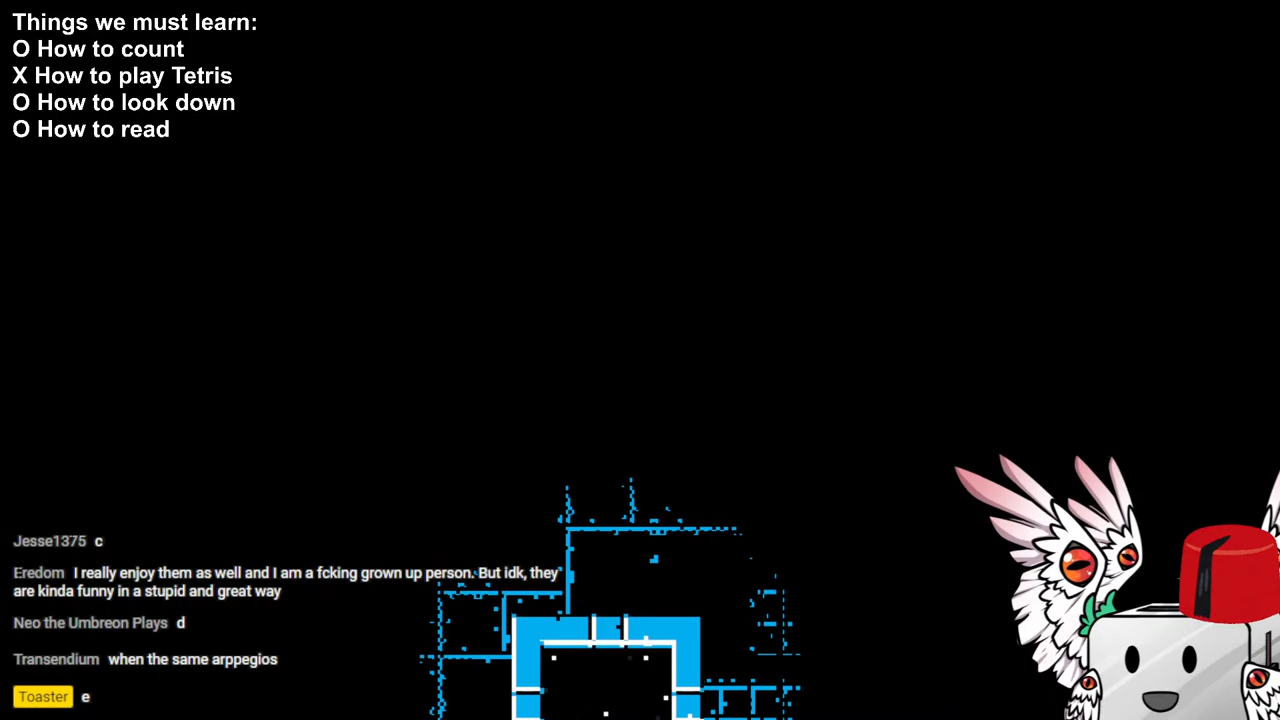 Things we must learn:
O How to count
X How to play Tetris
O How to look down
O How to read
Jesse1375 c
Eredom I really enjoy them as well and I am a fcking grown up person. But idk, they
are kinda funny in a stupid and great way
Neo the Umbreon Plays d
Transendium when the same arppegios
Toaster e